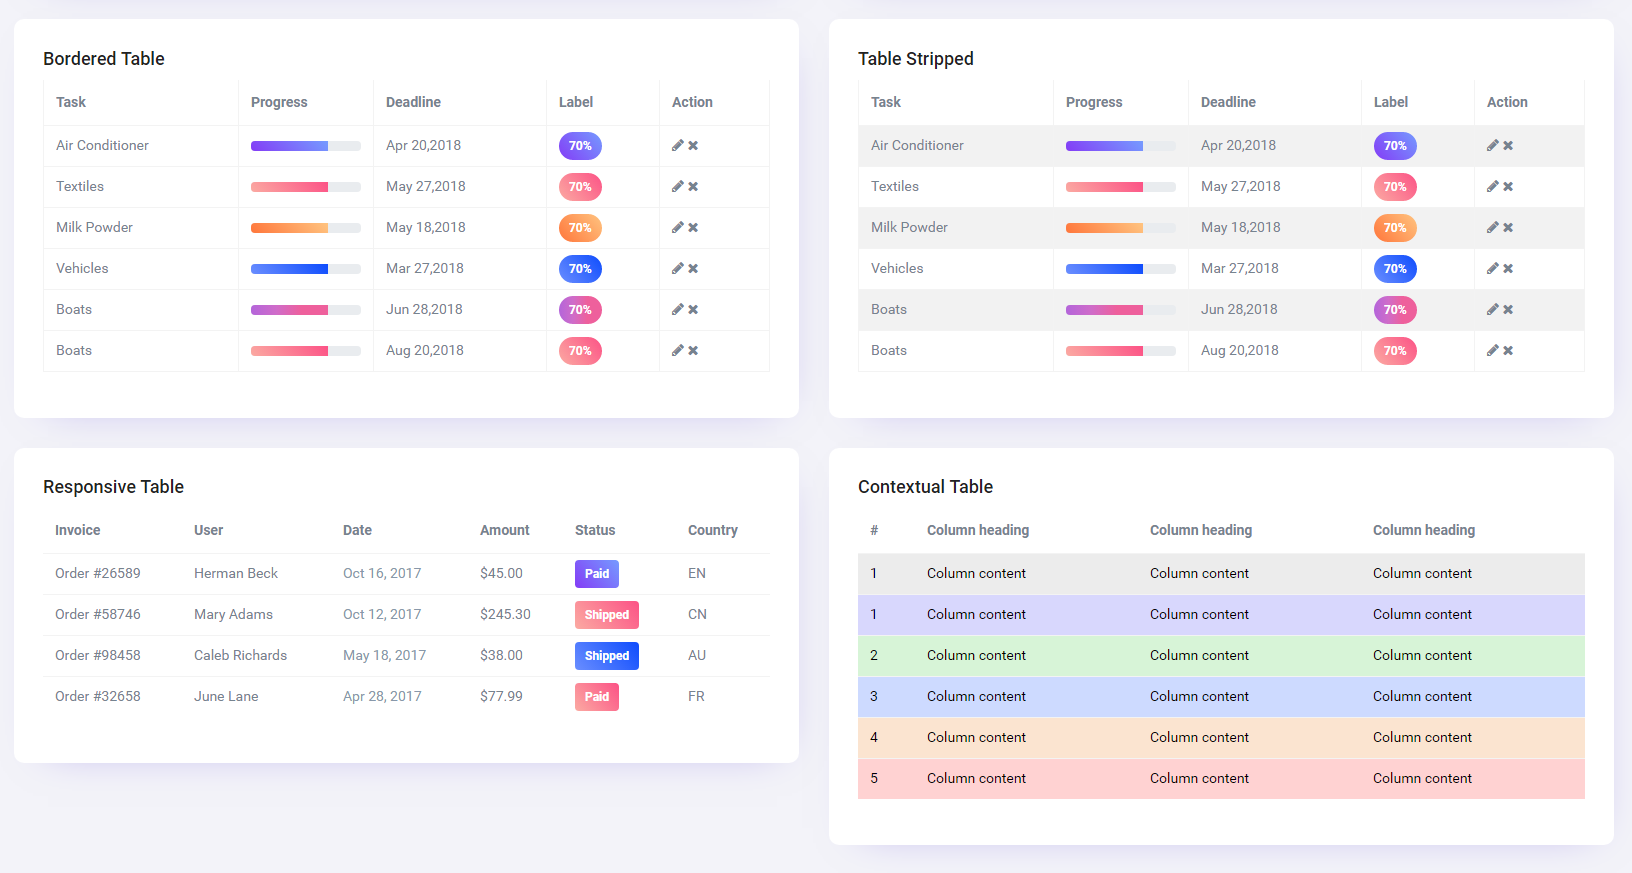 Bordered Table
Task Progress Deadline Label Action
Air Conditioner Apr 20,2018 70%
Textiles May 27,2018 70%
Milk Powder May 18,2018 70%
Vehicles Mar 27,2018 70%
Boats Jun 28,2018 70%
Boats Aug 20,2018 70%
Table Stripped
Task Progress Deadline Label Action
Air Conditioner Apr 20,2018 70%
Textiles May 27,2018 70%
Milk Powder May 18,2018 70%
Vehicles Mar 27,2018 70%
Boats Jun 28,2018 70%
Boats Aug 20,2018 70%
Responsive Table
Invoice User Date Amount Status Country
Order #26589 Herman Beck Oct 16, 2017 $45.00 Paid EN
Order #58746 Mary Adams Oct 12, 2017 $245.30 Shipped CN
Order #98458 Caleb Richards May 18, 2017 $38.00 Shipped AU
Order #32658 June Lane Apr 28, 2017 $77.99 Paid FR
Contextual Table
# Column heading Column heading Column heading
1 Column content Column content Column content
1 Column content Column content Column content
2 Column content Column content Column content
3 Column content Column content Column content
4 Column content Column content Column content
5 Column content Column content Column content